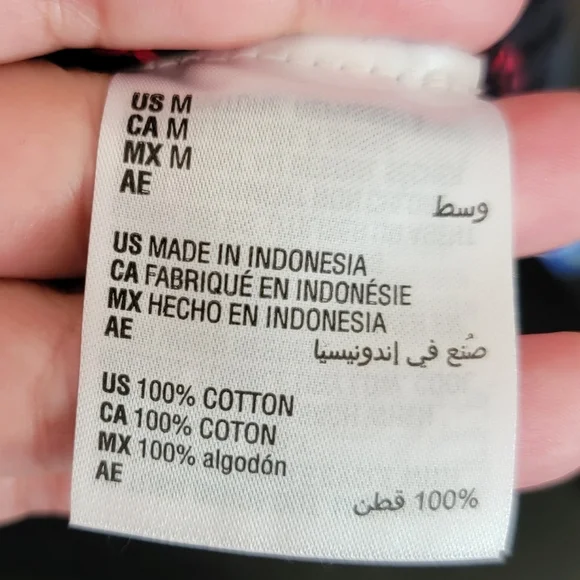 US M
CA M
MX M
AE
وسط
US MADE IN INDONESIA
CA FABRIQUÉ EN INDONÉSIE
MX HECHO EN INDONESIA
AE
صُنع في إندونيسيا
US 100% COTTON
CA 100% COTON
MX 100% algodón
AE
100% قطن